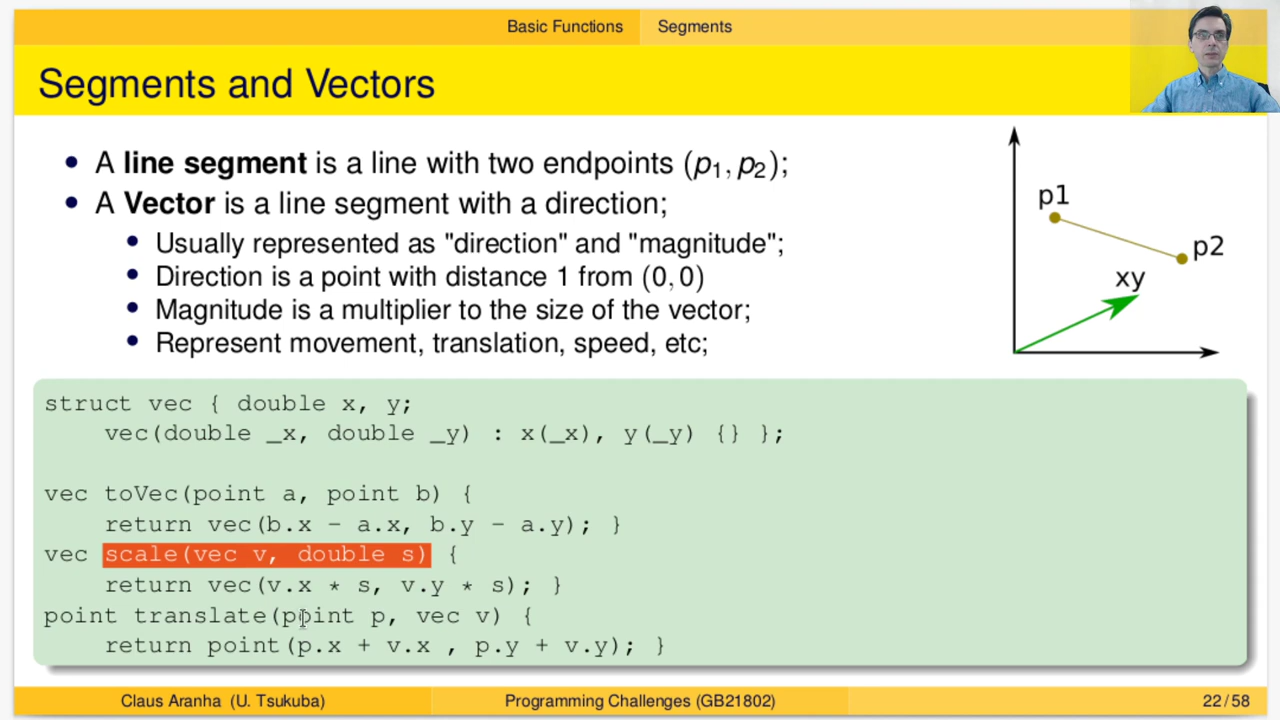 Basic Functions Segments
Segments and Vectors
• A line segment is a line with two endpoints (p1, p2);
• A Vector is a line segment with a direction;
• Usually represented as "direction" and "magnitude";
• Direction is a point with distance 1 from (0, 0)
• Magnitude is a multiplier to the size of the vector;
• Represent movement, translation, speed, etc;
p1
p2
xy
struct vec { double x, y;
vec(double _x, double _y) : x(_x), y(_y) {} };
vec toVec(point a, point b) {
return vec(b.x - a.x, b.y - a.y); }
vec scale(vec v, double s) {
return vec(v.x * s, v.y * s); }
point translate(point p, vec v) {
return point(p.x + v.x , p.y + v.y); }
Claus Aranha (U. Tsukuba) Programming Challenges (GB21802) 22 / 58